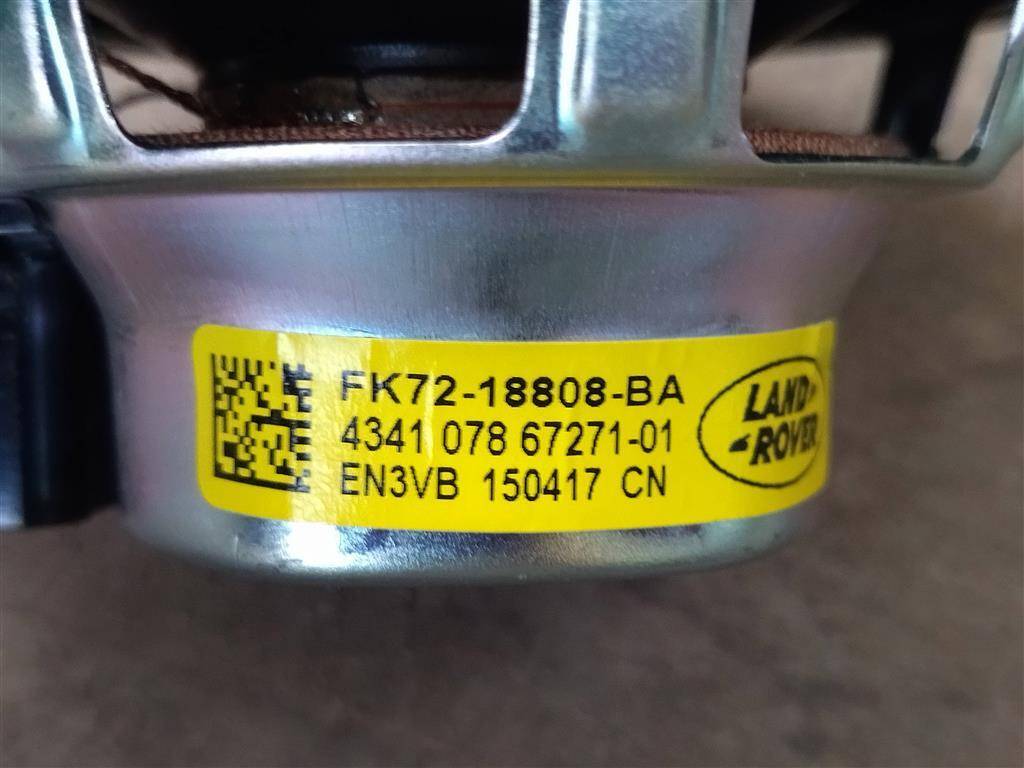 FK72-18808-BA
4341 078 67271-01
EN3VB 150417 CN
LAND
ROVER